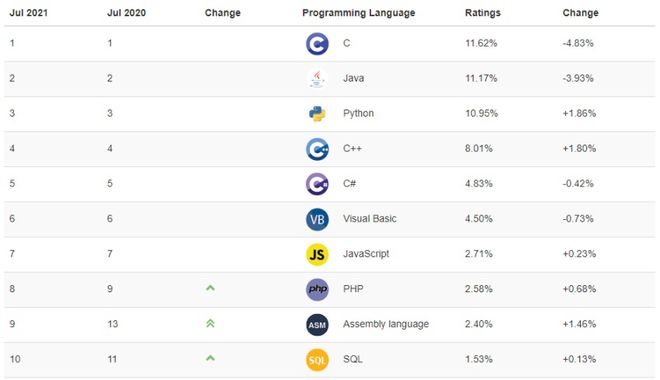 Jul 2021 Jul 2020 Change Programming Language Ratings Change
1 1 C C 11.62% -4.83%
2 2 Java 11.17% -3.93%
3 3 Python 10.95% +1.86%
4 4 C++ C++ 8.01% +1.80%
5 5 C# C# 4.83% -0.42%
6 6 VB Visual Basic 4.50% -0.73%
7 7 JS JavaScript 2.71% +0.23%
8 9 php PHP 2.58% +0.68%
9 13 ASM Assembly language 2.40% +1.46%
10 11 SQL SQL 1.53% +0.13%